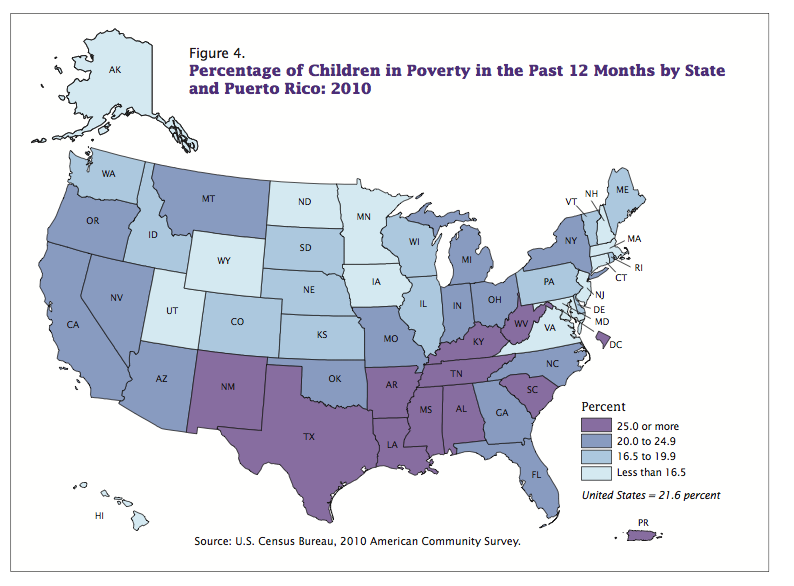 Figure 4.
Percentage of Children in Poverty in the Past 12 Months by State
and Puerto Rico: 2010
AK
WA
MT
ND
MN
VT
NH
ME
OR
ID
SD
WI
MI
NY
MA
RI
CT
WY
IA
NE
PA
NJ
NV
UT
IL
IN
OH
DE
MD
CA
CO
KS
MO
WV
VA
DC
KY
AZ
NM
OK
AR
TN
NC
SC
MS
AL
GA
TX
LA
FL
HI
Percent
25.0 or more
20.0 to 24.9
16.5 to 19.9
Less than 16.5
United States = 21.6 percent
PR
Source: U.S. Census Bureau, 2010 American Community Survey.